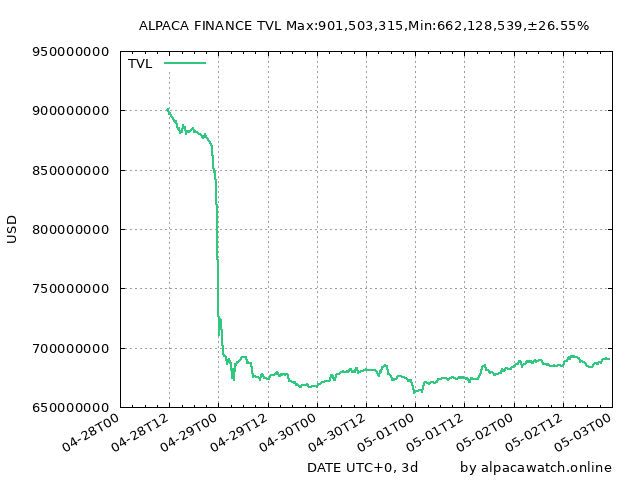 ALPACA FINANCE TVL Max:901,503,315,Min:662,128,539,±26.55%
950000000
TVL
900000000
850000000
800000000
USD
750000000
700000000
650000000
04-28T00
04-28T12
04-29T00
04-29T12
04-30T00
04-30T12
05-01T00
05-01T12
05-02T00
05-02T12
05-03T00
DATE UTC+0, 3d
by alpacawatch.online